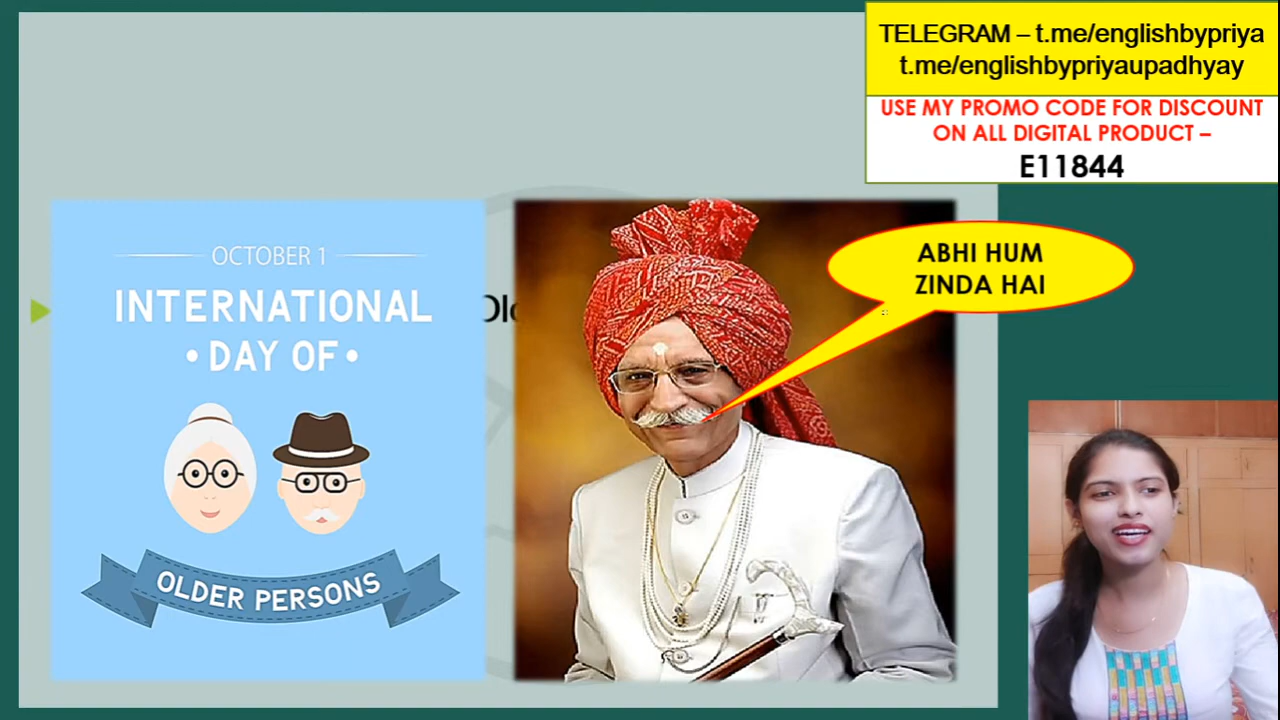 TELEGRAM – t.me/englishbypriya
t.me/englishbypriyaupadhyay
USE MY PROMO CODE FOR DISCOUNT
ON ALL DIGITAL PRODUCT –
E11844
OCTOBER 1
INTERNATIONAL
• DAY OF •
OLDER PERSONS
ABHI HUM
ZINDA HAI